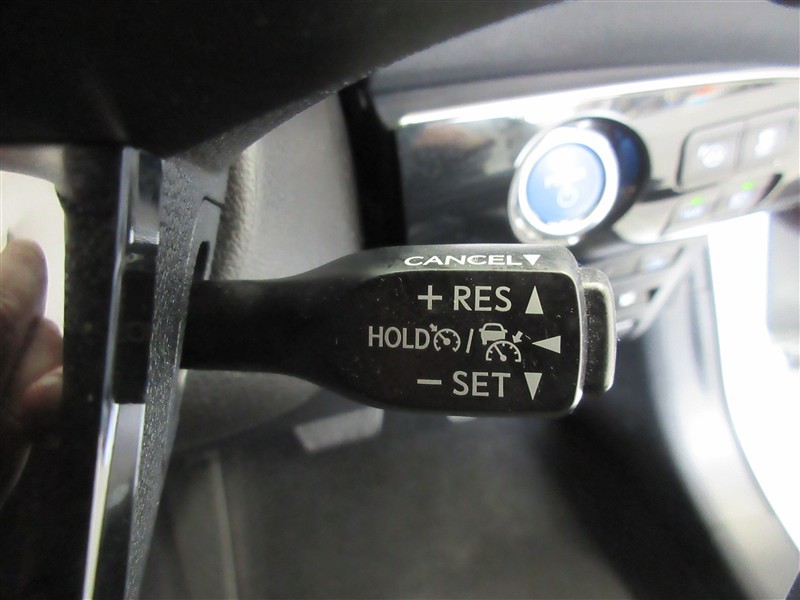 CANCEL▼
+ RES ▲
HOLD / ◀
− SET ▼